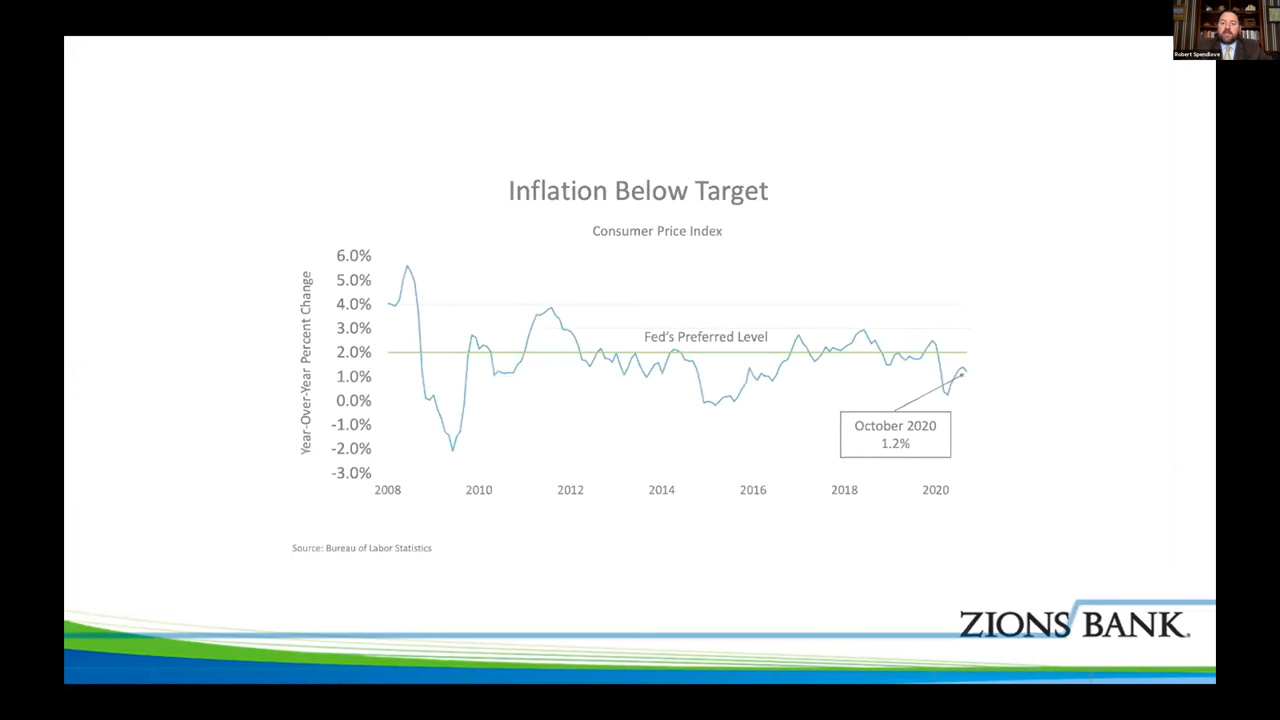 Robert Spendlove
Inflation Below Target
Consumer Price Index
Year-Over-Year Percent Change
6.0%
5.0%
4.0%
3.0%
2.0%
1.0%
0.0%
-1.0%
-2.0%
-3.0%
Fed's Preferred Level
October 2020
1.2%
2008 2010 2012 2014 2016 2018 2020
Source: Bureau of Labor Statistics
ZIONS BANK.